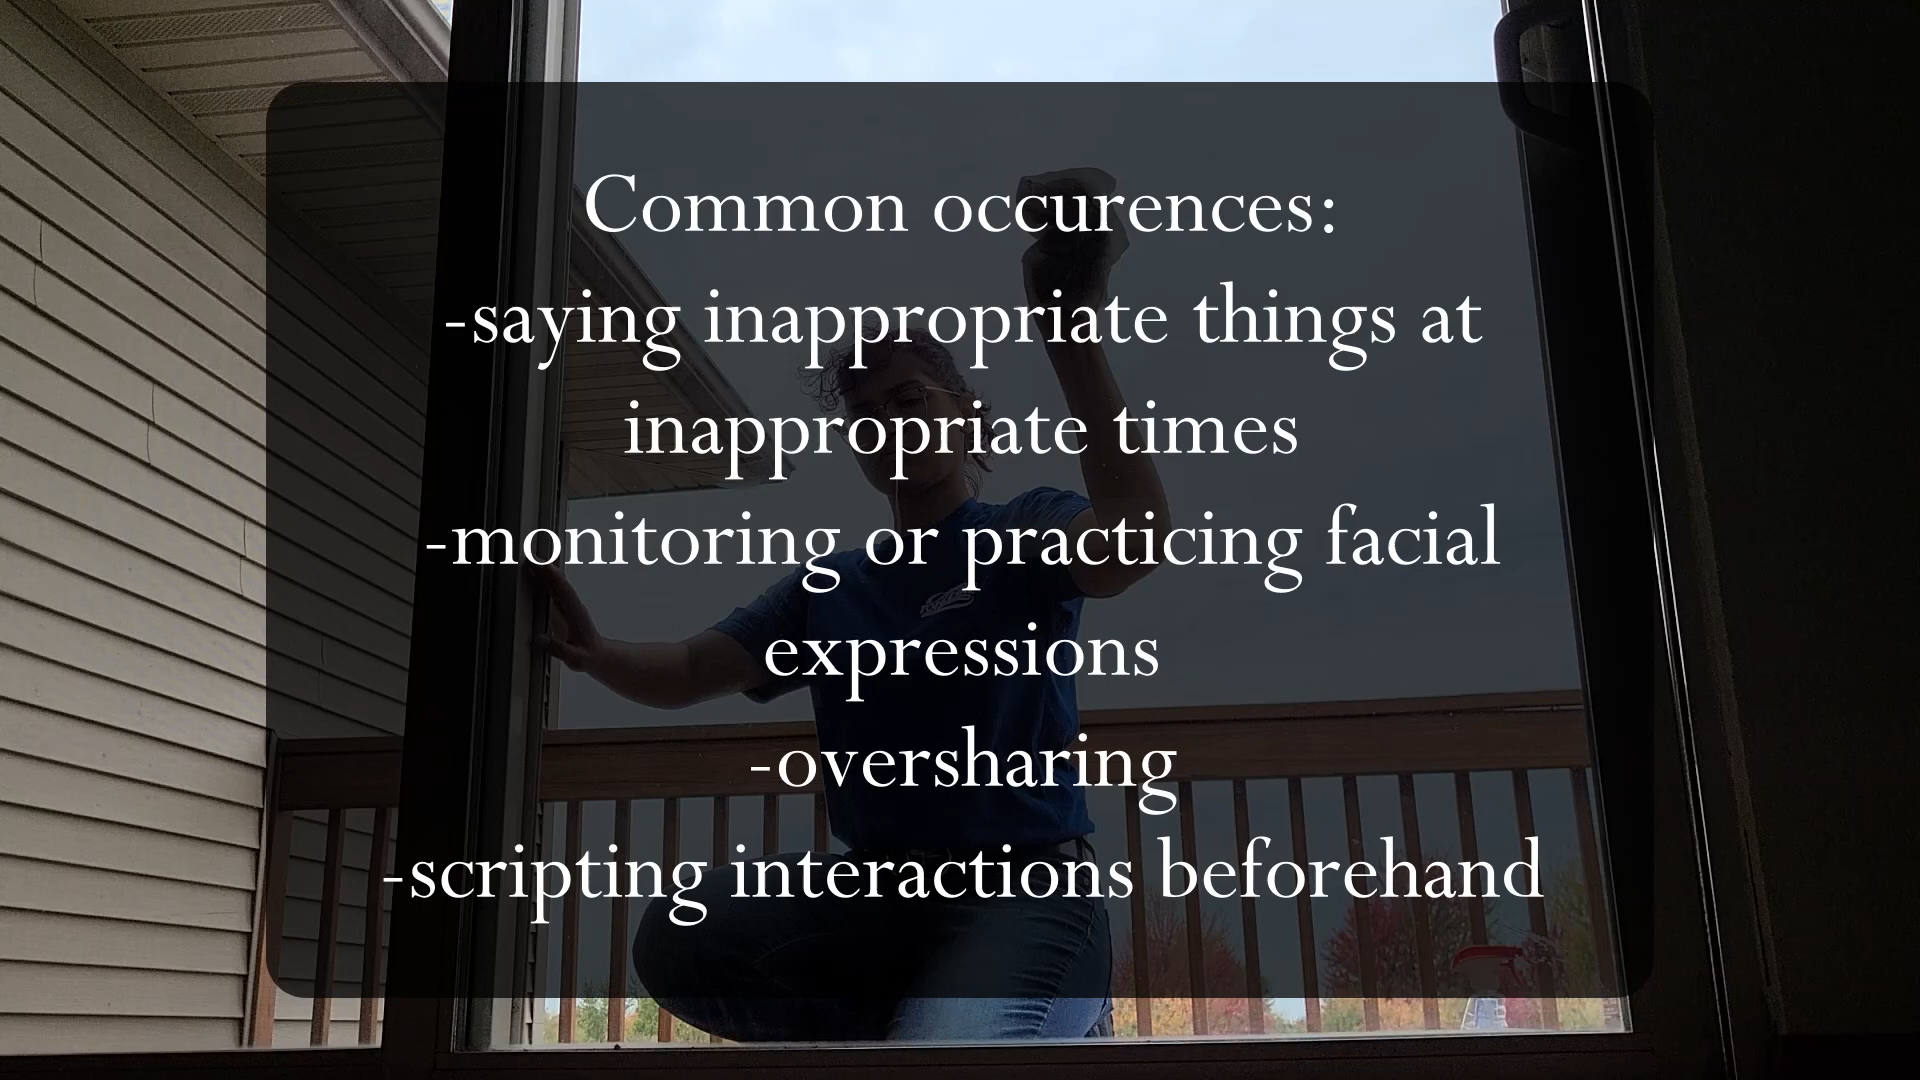 Common occurences:
-saying inappropriate things at
inappropriate times
-monitoring or practicing facial
expressions
-oversharing
-scripting interactions beforehand